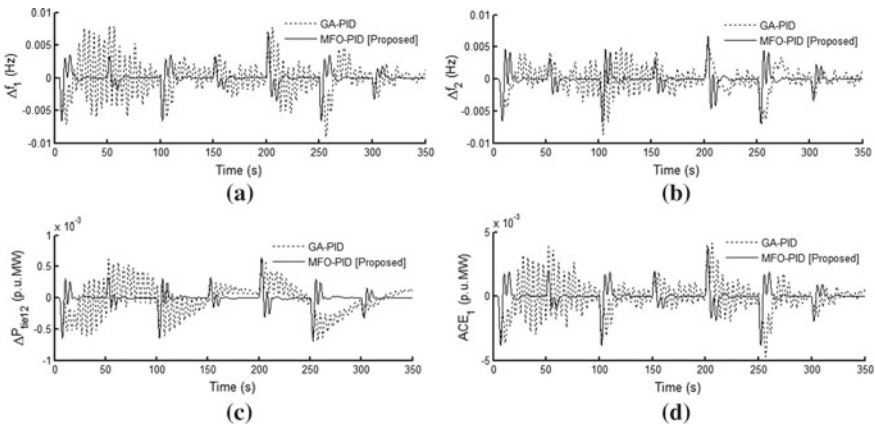 GA-PID
MFO-PID [Proposed]
0.01
0.005
0
-0.005
-0.01
Δf1 (Hz)
0 50 100 150 200 250 300 350
Time (s)
(a)
GA-PID
MFO-PID [Proposed]
0.01
0.005
0
-0.005
-0.01
Δf2 (Hz)
0 50 100 150 200 250 300 350
Time (s)
(b)
x 10-3
GA-PID
MFO-PID [Proposed]
1
0.5
0
-0.5
-1
ΔPtie12 (p.u.MW)
0 50 100 150 200 250 300 350
Time (s)
(c)
x 10-3
GA-PID
MFO-PID [Proposed]
5
0
-5
ACE1 (p.u.MW)
0 50 100 150 200 250 300 350
Time (s)
(d)